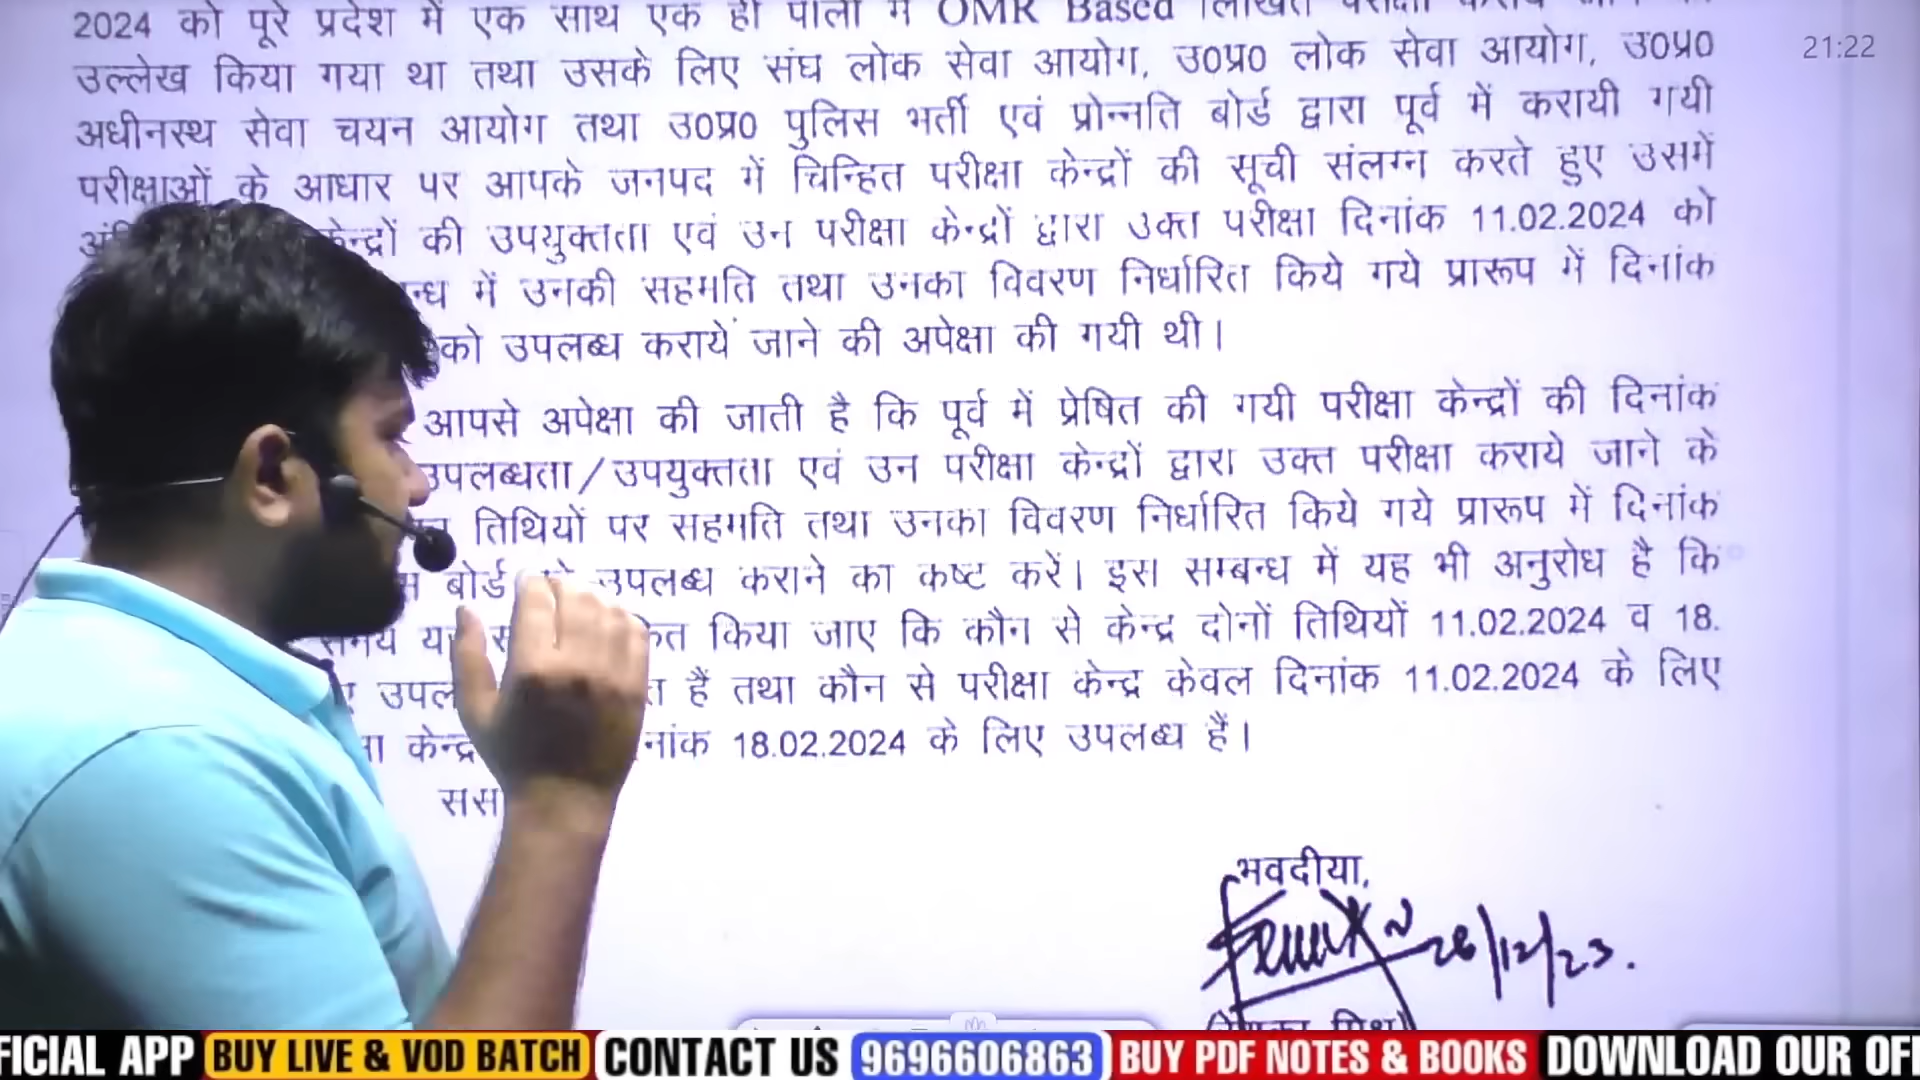 2024 को पूरे प्रदेश में एक साथ एक ही पाली में OMR Based लिखित परीक्षा कराये जाने
21:22
उल्लेख किया गया था तथा उसके लिए संघ लोक सेवा आयोग, उ0प्र0 लोक सेवा आयोग, उ0प्र0
अधीनस्थ सेवा चयन आयोग तथा उ0प्र0 पुलिस भर्ती एवं प्रोन्नति बोर्ड द्वारा पूर्व में करायी गयी
परीक्षाओं के आधार पर आपके जनपद में चिन्हित परीक्षा केन्द्रों की सूची संलग्न करते हुए उसमें
केन्द्रों की उपयुक्तता एवं उन परीक्षा केन्द्रों द्वारा उक्त परीक्षा दिनांक 11.02.2024 को
न्ध में उनकी सहमति तथा उनका विवरण निर्धारित किये गये प्रारूप में दिनांक
को उपलब्ध करायें जाने की अपेक्षा की गयी थी।
आपसे अपेक्षा की जाती है कि पूर्व में प्रेषित की गयी परीक्षा केन्द्रों की दिनांक
उपलब्धता/उपयुक्तता एवं उन परीक्षा केन्द्रों द्वारा उक्त परीक्षा कराये जाने के
तिथियों पर सहमति तथा उनका विवरण निर्धारित किये गये प्रारूप में दिनांक
बोर्ड उपलब्ध कराने का कष्ट करें। इस सम्बन्ध में यह भी अनुरोध है कि
किया जाए कि कौन से केन्द्र दोनों तिथियों 11.02.2024 व 18.
उपल हैं तथा कौन से परीक्षा केन्द्र केवल दिनांक 11.02.2024 के लिए
केन्द्र नांक 18.02.2024 के लिए उपलब्ध हैं।
सस
भवदीया,
28/12/23.
FICIAL APP BUY LIVE & VOD BATCH CONTACT US 9696606863 BUY PDF NOTES & BOOKS DOWNLOAD OUR OFF